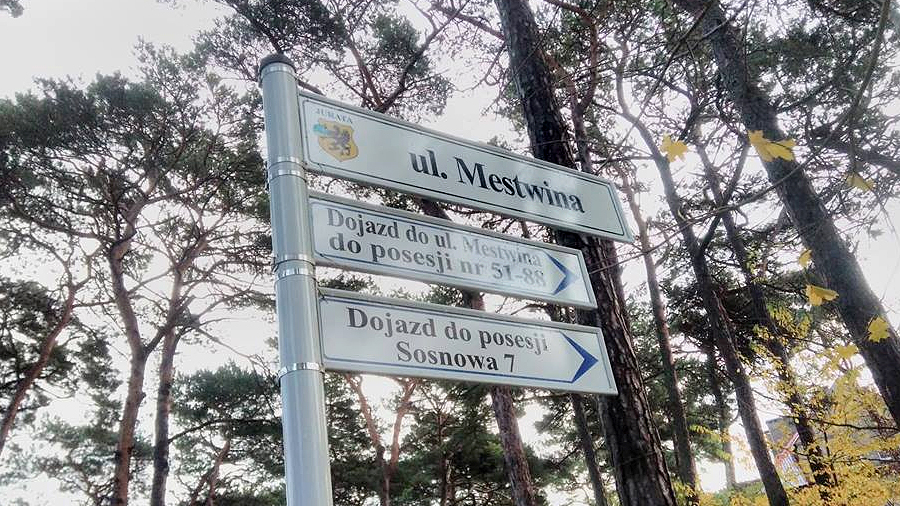 JURATA
ul. Mestwina
Dojazd do ul. Mestwina
do posesji nr 51-88
Dojazd do posesji
Sosnowa 7